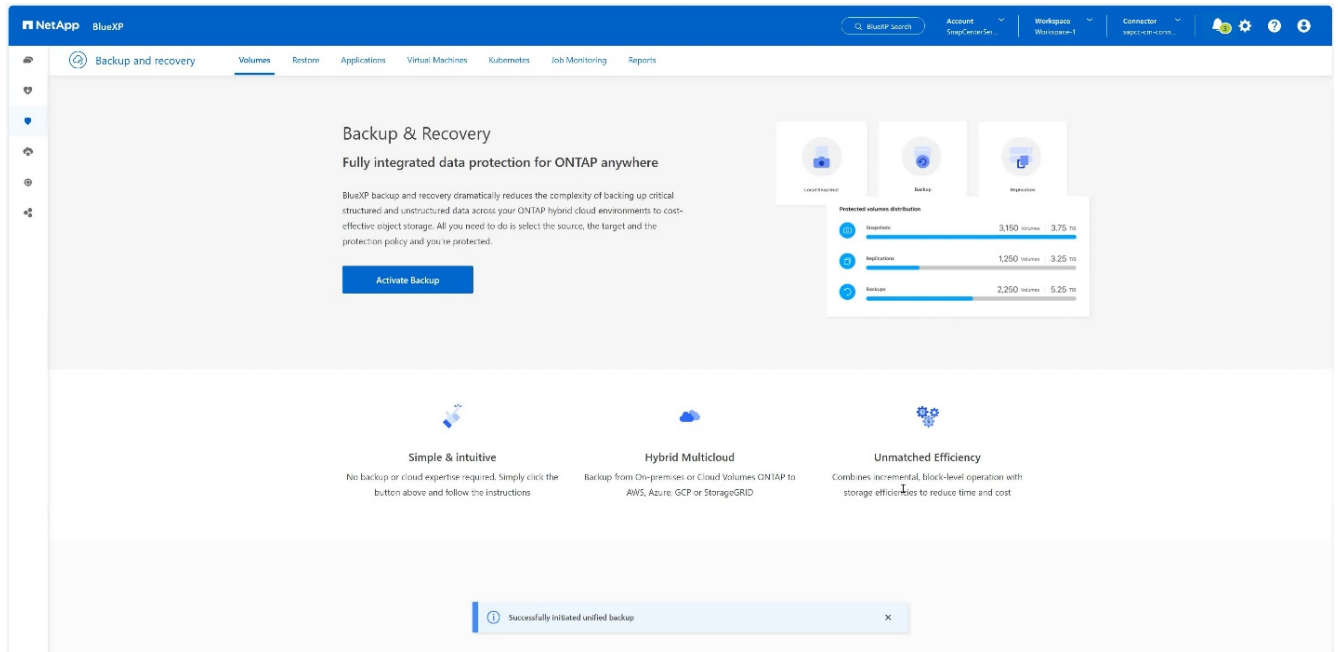 NetApp BlueXP
BlueXP Search
Account
SnapCenterSer...
Workspace
Workspace-1
Connector
sapcc-cm-conn...
Backup and recovery
Volumes
Restore
Applications
Virtual Machines
Kubernetes
Job Monitoring
Reports
Backup & Recovery
Fully integrated data protection for ONTAP anywhere
BlueXP backup and recovery dramatically reduces the complexity of backing up critical
structured and unstructured data across your ONTAP hybrid cloud environments to cost-
effective object storage. All you need to do is select the source, the target and the
protection policy and you're protected.
Activate Backup
Local Snapshot
Backup
Replication
Protected volumes distribution
Snapshots 3,150 Volumes 3.75 TiB
Replications 1,250 Volumes 3.25 TiB
Backups 2,250 Volumes 5.25 TiB
Simple & intuitive
No backup or cloud expertise required. Simply click the
button above and follow the instructions
Hybrid Multicloud
Backup from On-premises or Cloud Volumes ONTAP to
AWS, Azure, GCP or StorageGRID
Unmatched Efficiency
Combines incremental, block-level operation with
storage efficiencies to reduce time and cost
Successfully initiated unified backup